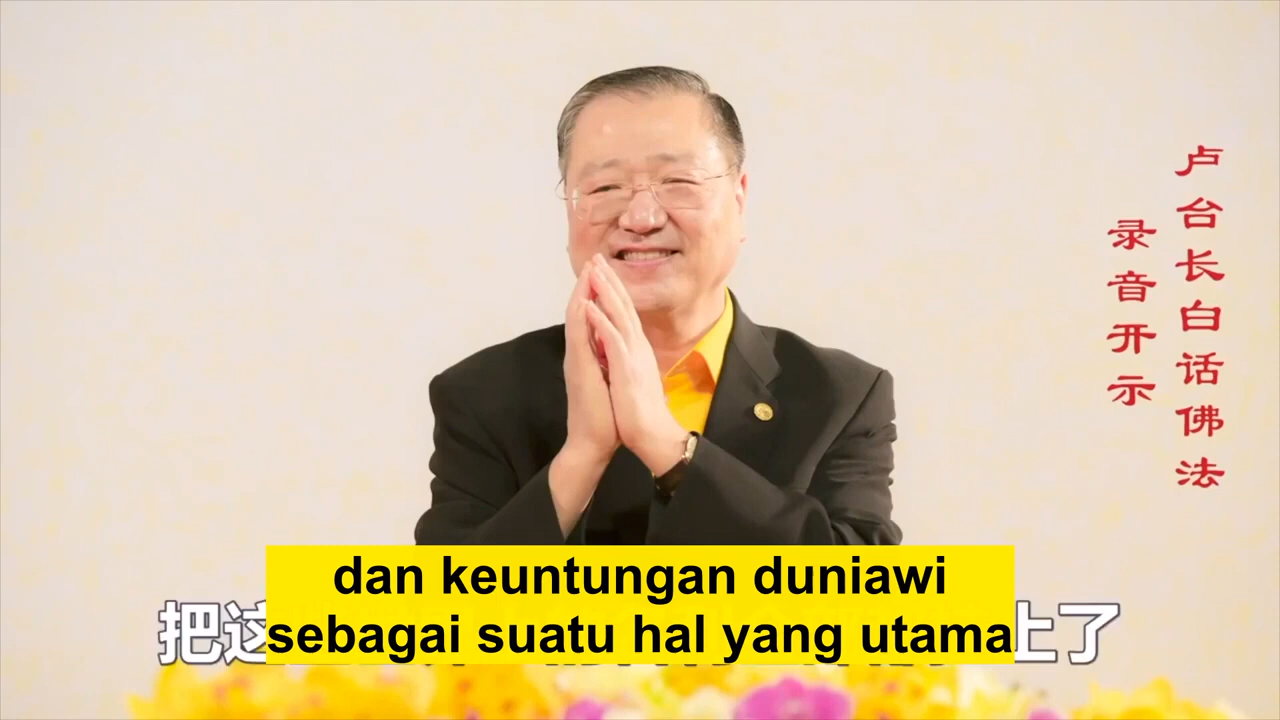 卢台长白话佛法
录音开示
dan keuntungan duniawi
sebagai suatu hal yang utama
把这
上了